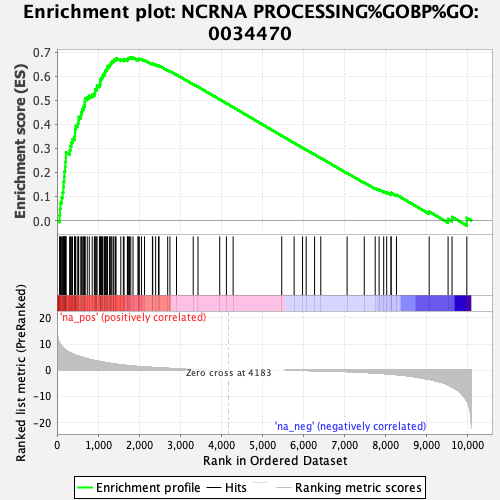 Enrichment plot: NCRNA PROCESSING%GOBP%GO:
0034470
Enrichment score (ES)
0.7
0.6
0.5
0.4
0.3
0.2
0.1
0.0
Ranked list metric (PreRanked)
20
10
0
-10
-20
'na_pos' (positively correlated)
Zero cross at 4183
'na_neg' (negatively correlated)
0 1,000 2,000 3,000 4,000 5,000 6,000 7,000 8,000 9,000 10,000
Rank in Ordered Dataset
Enrichment profile Hits Ranking metric scores